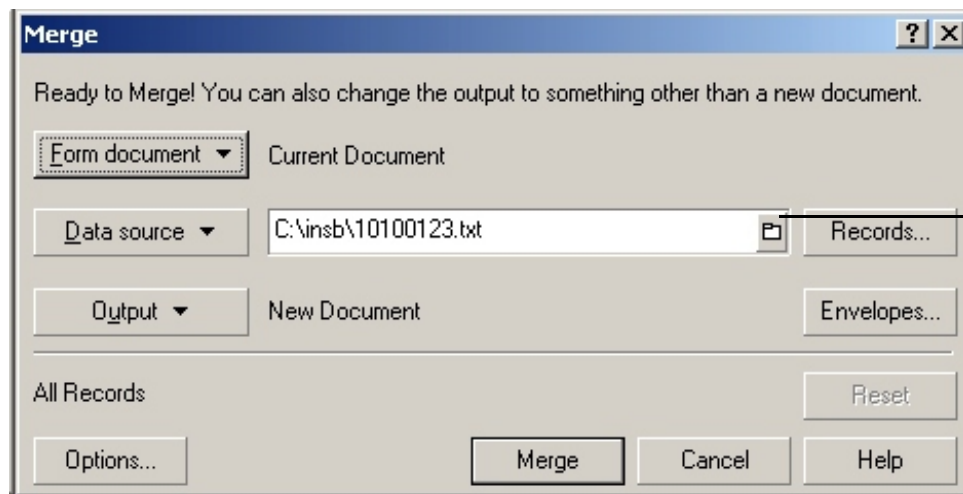 Merge
Ready to Merge! You can also change the output to something other than a new document.
Form document Current Document
Data source C:\insb\10100123.txt Records...
Output New Document Envelopes...
All Records Reset
Options... Merge Cancel Help